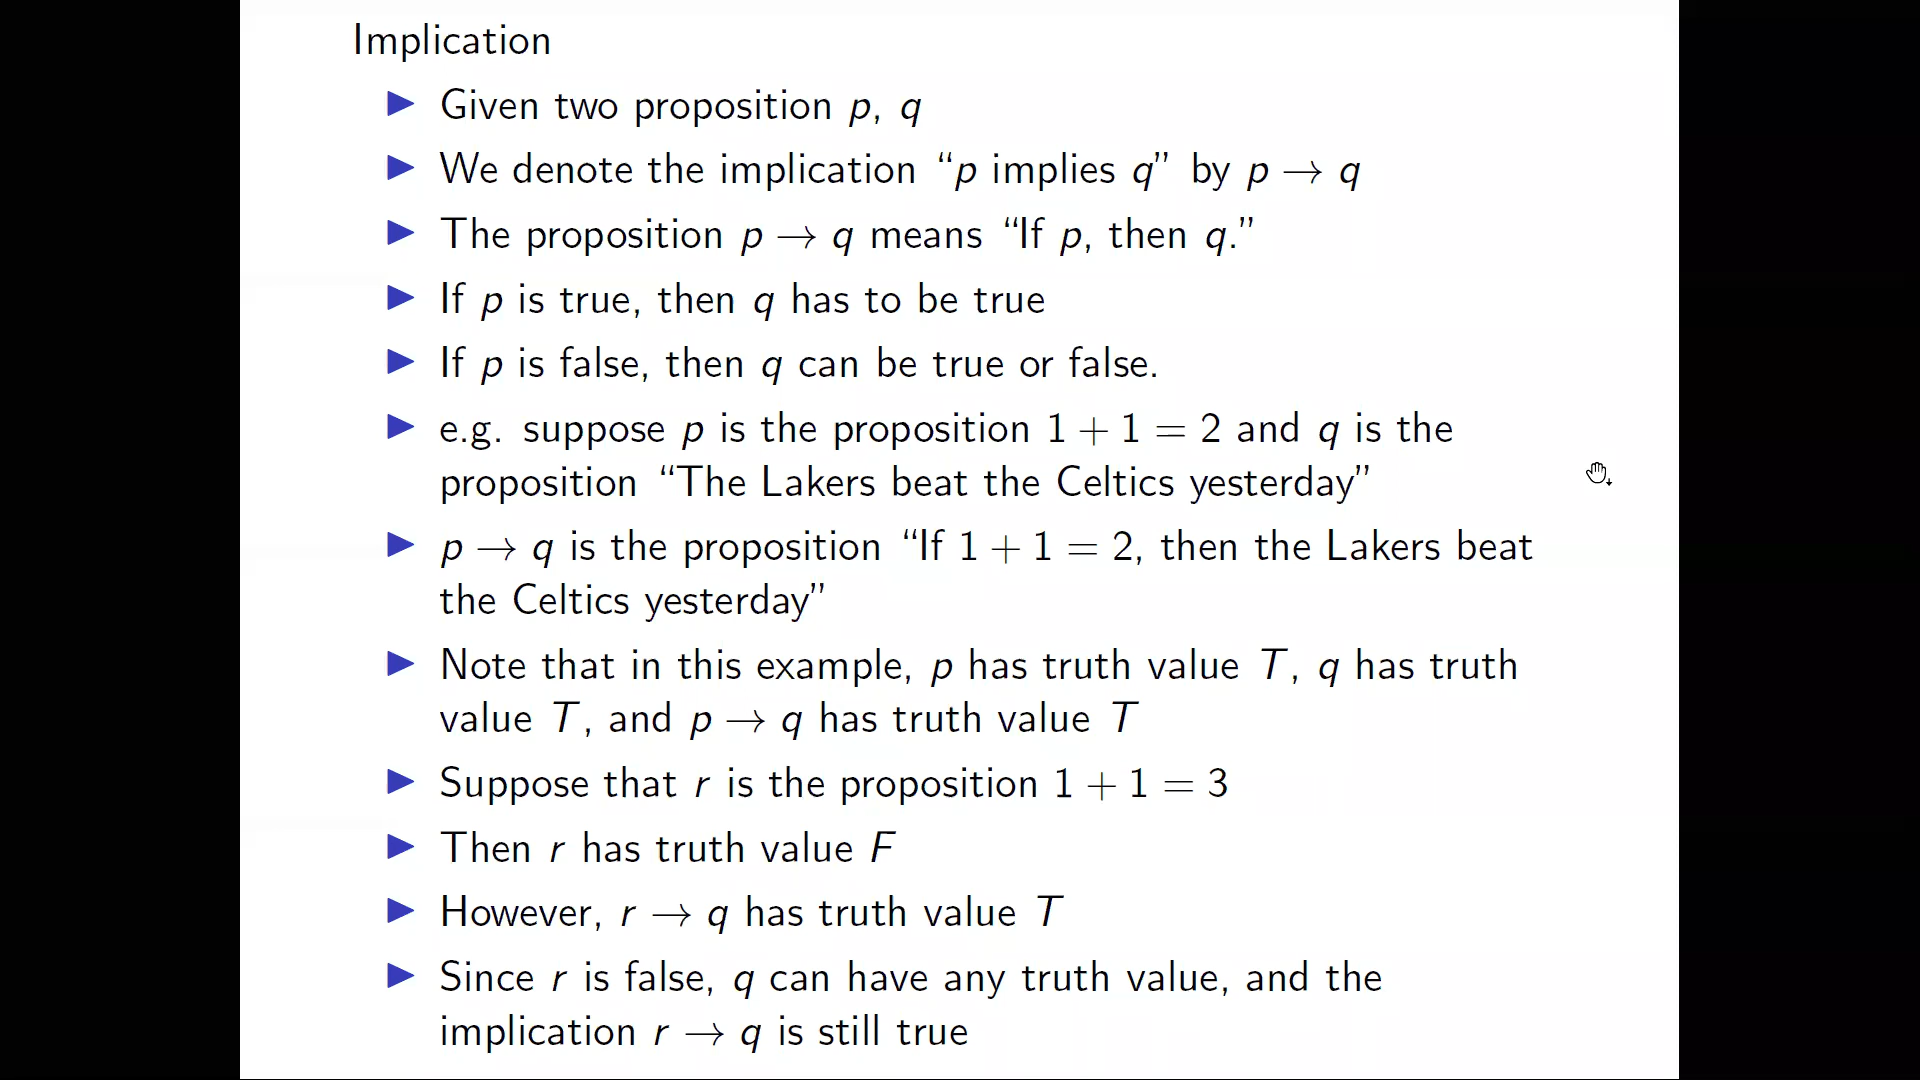 Implication
▶ Given two proposition p, q
▶ We denote the implication “p implies q” by p → q
▶ The proposition p → q means “If p, then q.”
▶ If p is true, then q has to be true
▶ If p is false, then q can be true or false.
▶ e.g. suppose p is the proposition 1 + 1 = 2 and q is the
proposition “The Lakers beat the Celtics yesterday”
▶ p → q is the proposition “If 1 + 1 = 2, then the Lakers beat
the Celtics yesterday”
▶ Note that in this example, p has truth value T, q has truth
value T, and p → q has truth value T
▶ Suppose that r is the proposition 1 + 1 = 3
▶ Then r has truth value F
▶ However, r → q has truth value T
▶ Since r is false, q can have any truth value, and the
implication r → q is still true